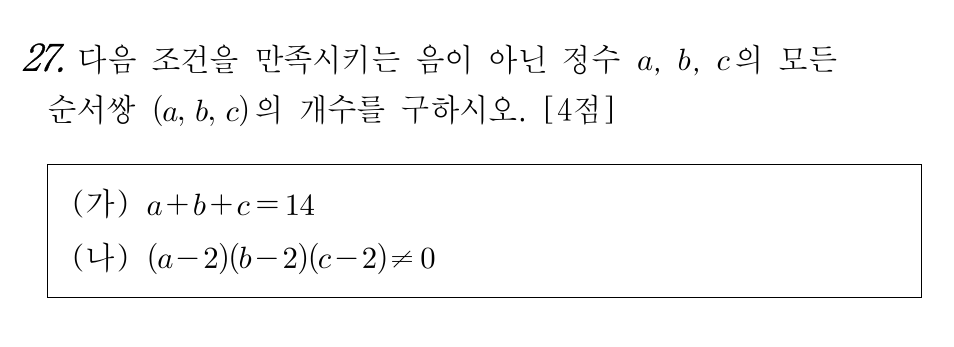 27. 다음 조건을 만족시키는 음이 아닌 정수 a, b, c의 모든
순서쌍 (a, b, c)의 개수를 구하시오. [4점]
(가) a+b+c=14
(나) (a-2)(b-2)(c-2)≠0